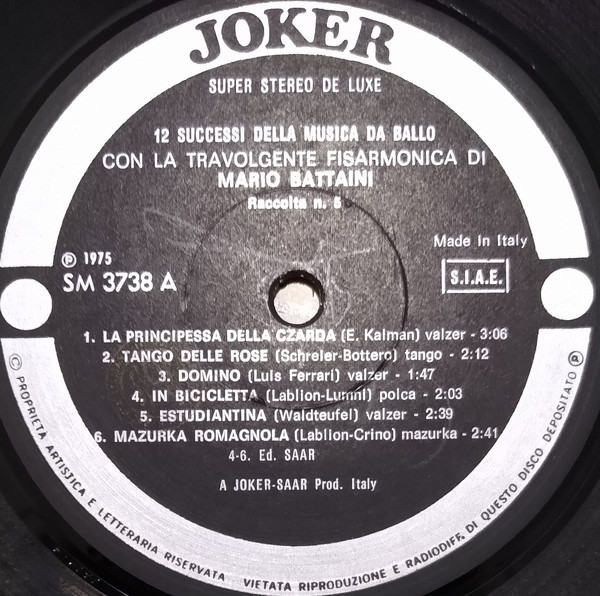 JOKER
SUPER STEREO DE LUXE
12 SUCCESSI DELLA MUSICA DA BALLO
CON LA TRAVOLGENTE FISARMONICA DI
MARIO BATTAINI
Raccolta n. 5
Made in Italy
℗ 1975
SM 3738 A
S.I.A.E.
1. LA PRINCIPESSA DELLA CZARDA (E. Kalman) valzer - 3:06
2. TANGO DELLE ROSE (Schreler-Bottero) tango - 2:12
3. DOMINO (Luis Ferrari) valzer - 1:47
4. IN BICICLETTA (Lablion-Lumni) polca - 2:03
5. ESTUDIANTINA (Waldteufel) valzer - 2:39
6. MAZURKA ROMAGNOLA (Lablion-Crino) mazurka - 2:41
4-6. Ed. SAAR
A JOKER-SAAR Prod. Italy
© PROPRIETA ARTISTICA E LETTERARIA RISERVATA VIETATA RIPRODUZIONE E RADIODIFF. DI QUESTO DISCO DEPOSITATO ℗